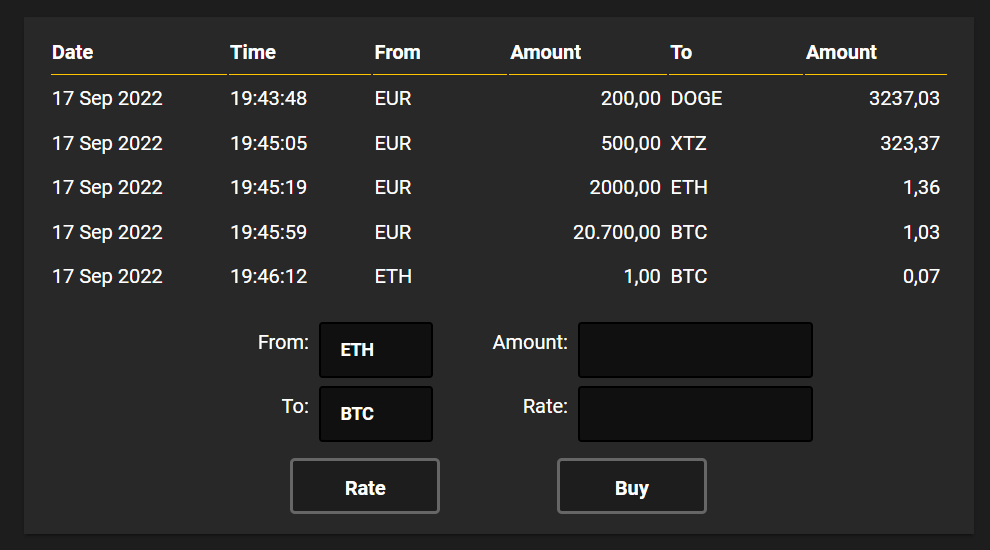 Date Time From Amount To Amount
17 Sep 2022 19:43:48 EUR 200,00 DOGE 3237,03
17 Sep 2022 19:45:05 EUR 500,00 XTZ 323,37
17 Sep 2022 19:45:19 EUR 2000,00 ETH 1,36
17 Sep 2022 19:45:59 EUR 20.700,00 BTC 1,03
17 Sep 2022 19:46:12 ETH 1,00 BTC 0,07
From: ETH Amount:
To: BTC Rate:
Rate Buy